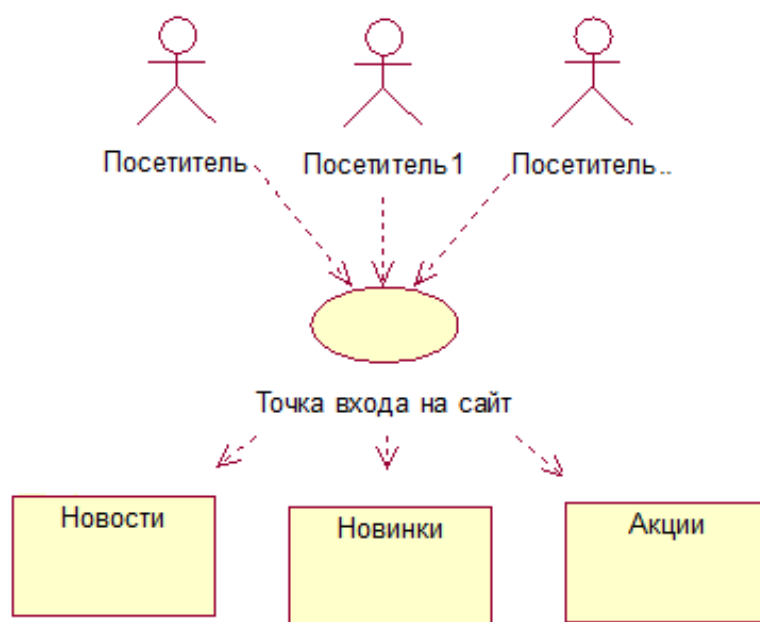 Посетитель
Посетитель1
Посетитель..
Точка входа на сайт
Новости
Новинки
Акции